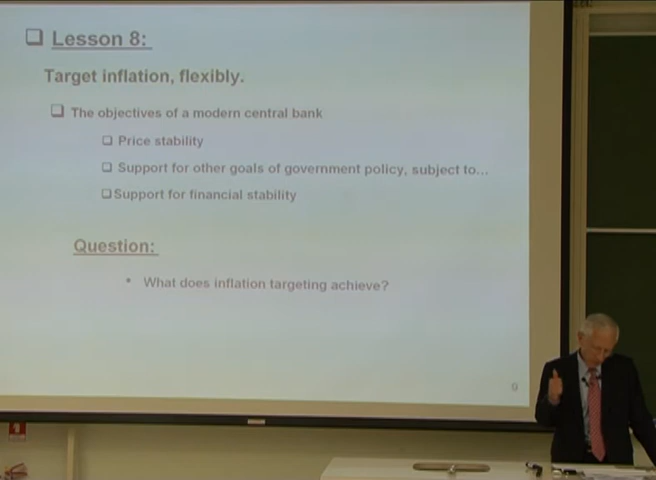 Lesson 8:
Target inflation, flexibly.
The objectives of a modern central bank
Price stability
Support for other goals of government policy, subject to...
Support for financial stability
Question:
• What does inflation targeting achieve?
9